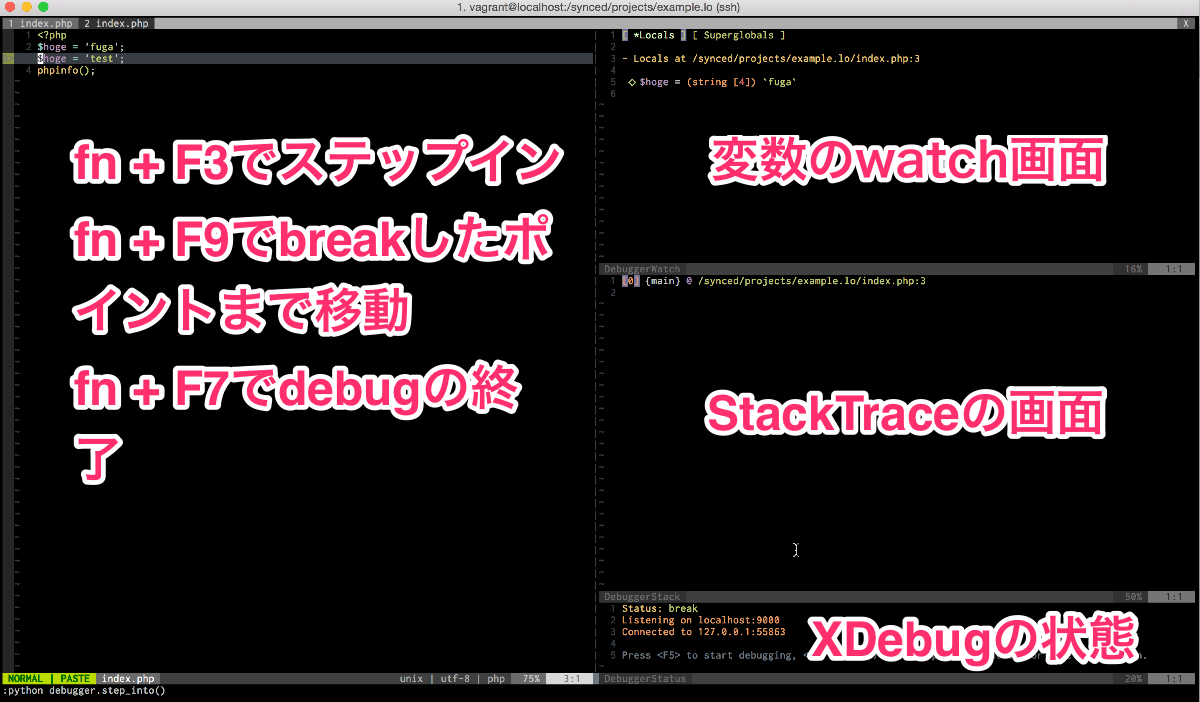 1. vagrant@localhost:/synced/projects/example.lo (ssh)
1 index.php  2 index.php  X
1 <?php
2 $hoge = 'fuga';
$hoge = 'test';
4 phpinfo();
fn + F3でステップイン
fn + F9でbreakしたポ
イントまで移動
fn + F7でdebugの終
了
NORMAL | PASTE  index.php  unix | utf-8 | php  75%  3:1
:python debugger.step_into()
1 [ *Locals ] [ Superglobals ]
2
3 - Locals at /synced/projects/example.lo/index.php:3
4
5 ◇ $hoge = (string [4]) `fuga`
6
変数のwatch画面
DebuggerWatch  16%  1:1
1 [0] {main} @ /synced/projects/example.lo/index.php:3
2
StackTraceの画面
DebuggerStack  50%  1:1
1 Status: break
2 Listening on localhost:9000
3 Connected to 127.0.0.1:55863
4
5 Press <F5> to start debugging,
XDebugの状態
DebuggerStatus  20%  1:1